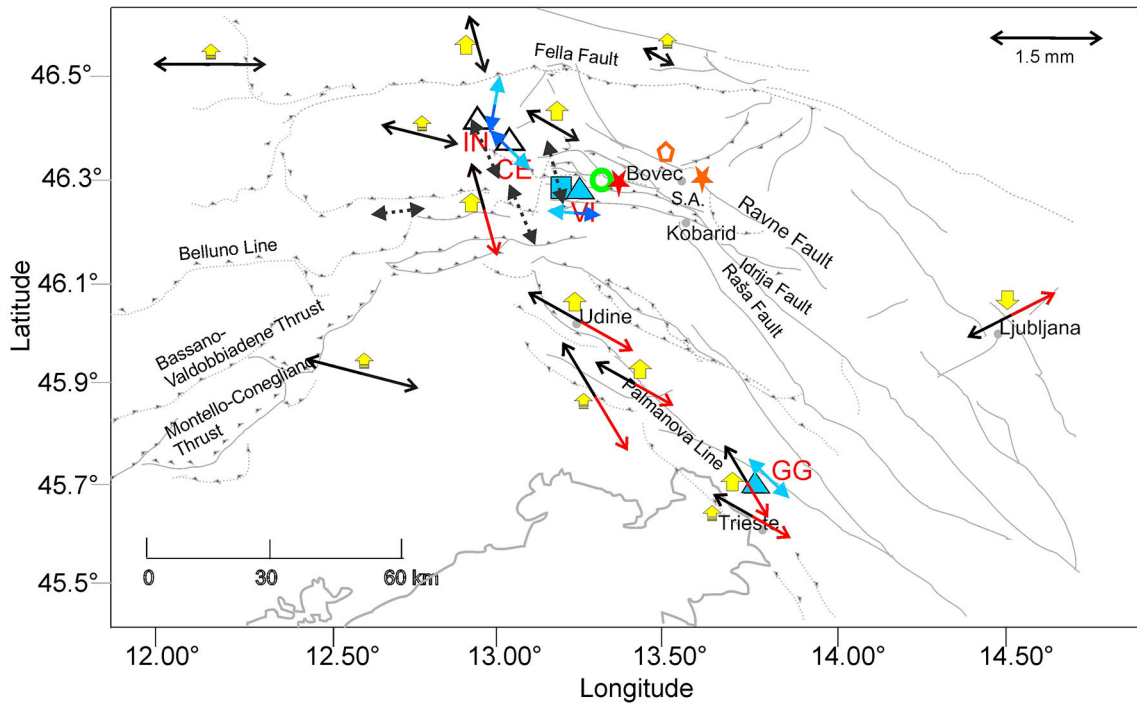 46.5°
46.3°
46.1°
45.9°
45.7°
45.5°
Latitude
1.5 mm
Fella Fault
IN
CE
VI
Bovec
S.A.
Kobarid
Ravne Fault
Idrija Fault
Raša Fault
Belluno Line
Bassano-
Valdobbiadene Thrust
Montello-Conegliano
Thrust
Udine
Palmanova Line
Ljubljana
GG
Trieste
0
30
60 km
12.00°
12.50°
13.00°
13.50°
14.00°
14.50°
Longitude